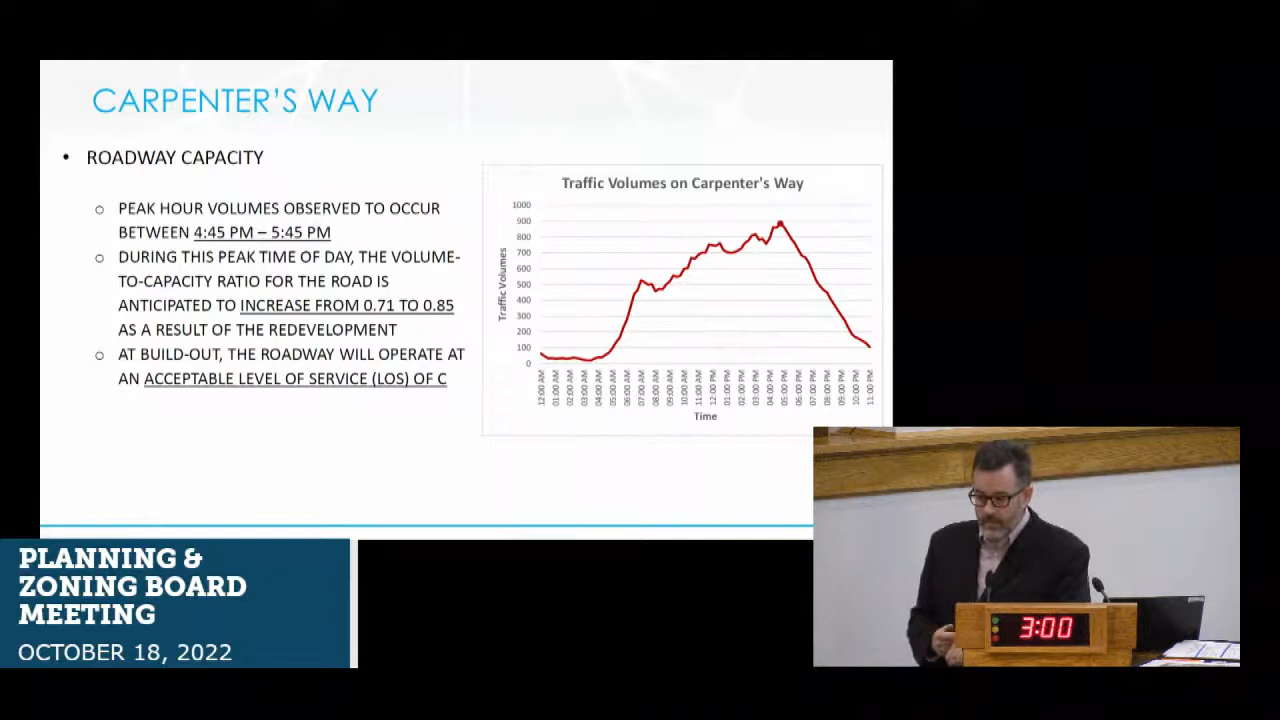 CARPENTER'S WAY
• ROADWAY CAPACITY
○ PEAK HOUR VOLUMES OBSERVED TO OCCUR
BETWEEN 4:45 PM – 5:45 PM
○ DURING THIS PEAK TIME OF DAY, THE VOLUME-
TO-CAPACITY RATIO FOR THE ROAD IS
ANTICIPATED TO INCREASE FROM 0.71 TO 0.85
AS A RESULT OF THE REDEVELOPMENT
○ AT BUILD-OUT, THE ROADWAY WILL OPERATE AT
AN ACCEPTABLE LEVEL OF SERVICE (LOS) OF C
Traffic Volumes on Carpenter's Way
Traffic Volumes
1000
900
800
700
600
500
400
300
200
100
0
12:00 AM
01:00 AM
02:00 AM
03:00 AM
04:00 AM
05:00 AM
06:00 AM
07:00 AM
08:00 AM
09:00 AM
10:00 AM
11:00 AM
12:00 PM
01:00 PM
02:00 PM
03:00 PM
04:00 PM
05:00 PM
06:00 PM
07:00 PM
08:00 PM
09:00 PM
10:00 PM
11:00 PM
Time
PLANNING &
ZONING BOARD
MEETING
OCTOBER 18, 2022
3:00